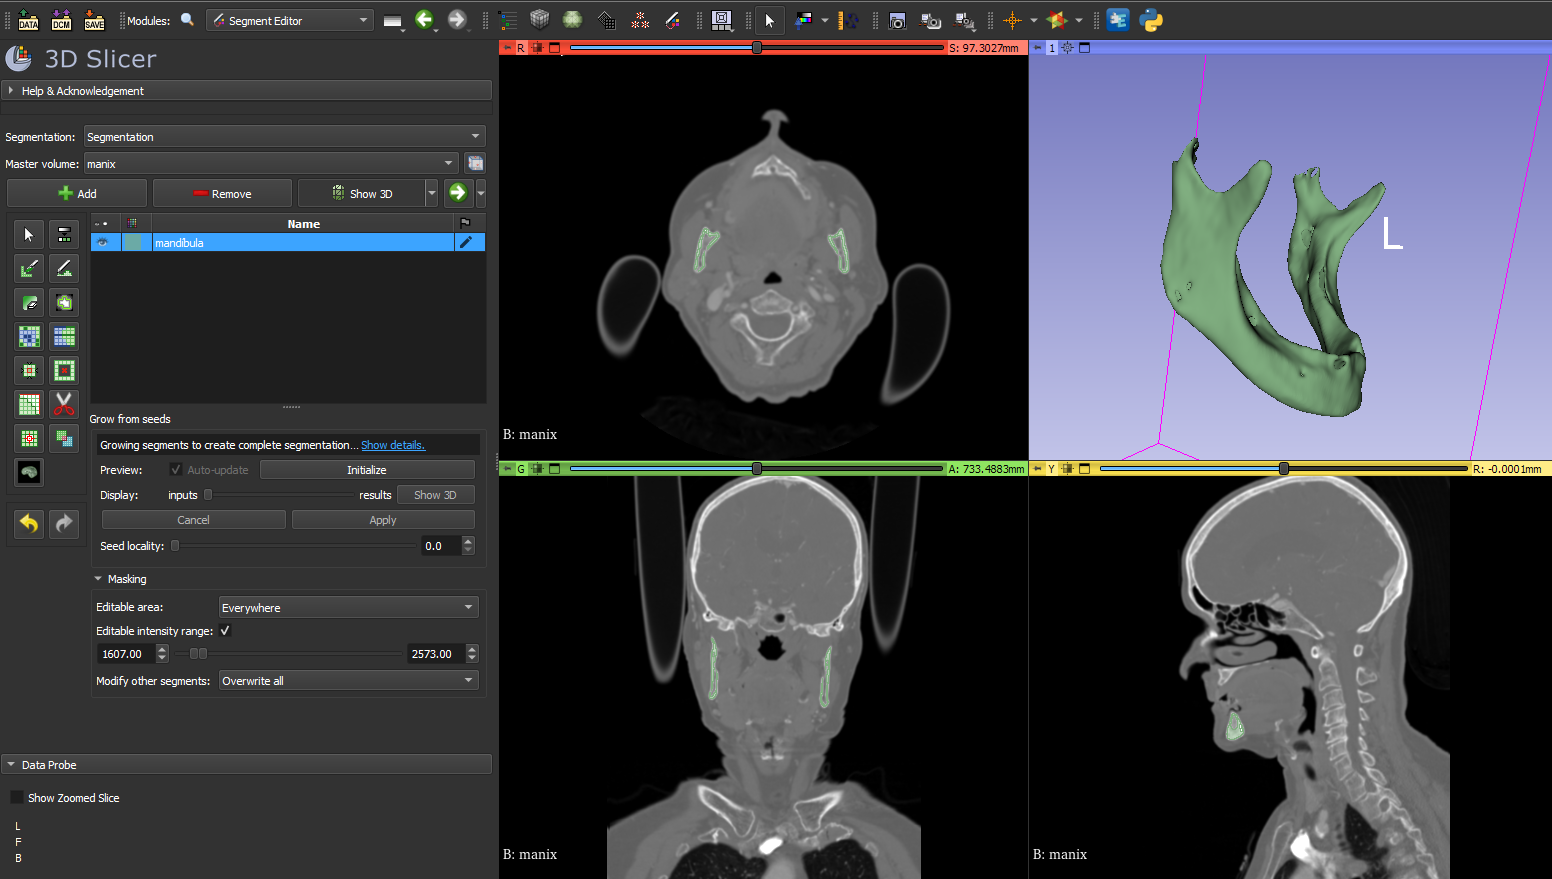 DATA
DCM
SAVE
Modules:
Segment Editor
3D Slicer
Help & Acknowledgement
Segmentation:
Segmentation
Master volume:
manix
Add
Remove
Show 3D
Name
mandibula
Grow from seeds
Growing segments to create complete segmentation... Show details.
Preview:
Auto-update
Initialize
Display:
inputs
results
Show 3D
Cancel
Apply
Seed locality:
0.0
Masking
Editable area:
Everywhere
Editable intensity range:
1607.00
2573.00
Modify other segments:
Overwrite all
Data Probe
Show Zoomed Slice
L
F
B
R
S: 97.3027mm
B: manix
1
L
G
A: 733.4883mm
B: manix
Y
R: -0.0001mm
B: manix